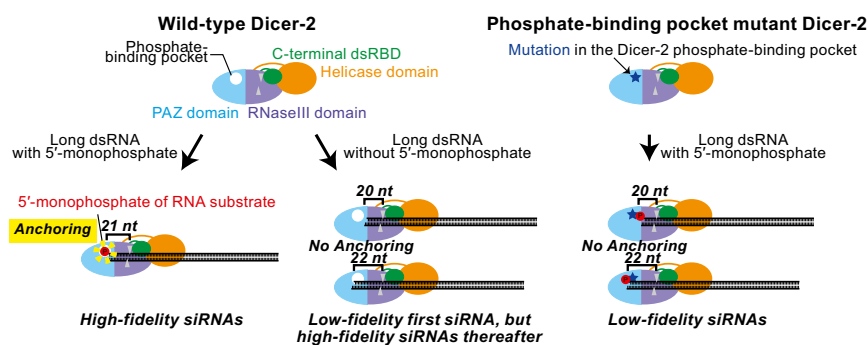 Wild-type Dicer-2
Phosphate-
binding pocket
C-terminal dsRBD
Helicase domain
PAZ domain
RNaseIII domain
Long dsRNA
with 5′-monophosphate
Long dsRNA
without 5′-monophosphate
5′-monophosphate of RNA substrate
Anchoring
21 nt
High-fidelity siRNAs
20 nt
No Anchoring
22 nt
Low-fidelity first siRNA, but
high-fidelity siRNAs thereafter
Phosphate-binding pocket mutant Dicer-2
Mutation in the Dicer-2 phosphate-binding pocket
Long dsRNA
with 5′-monophosphate
20 nt
P
No Anchoring
22 nt
P
Low-fidelity siRNAs